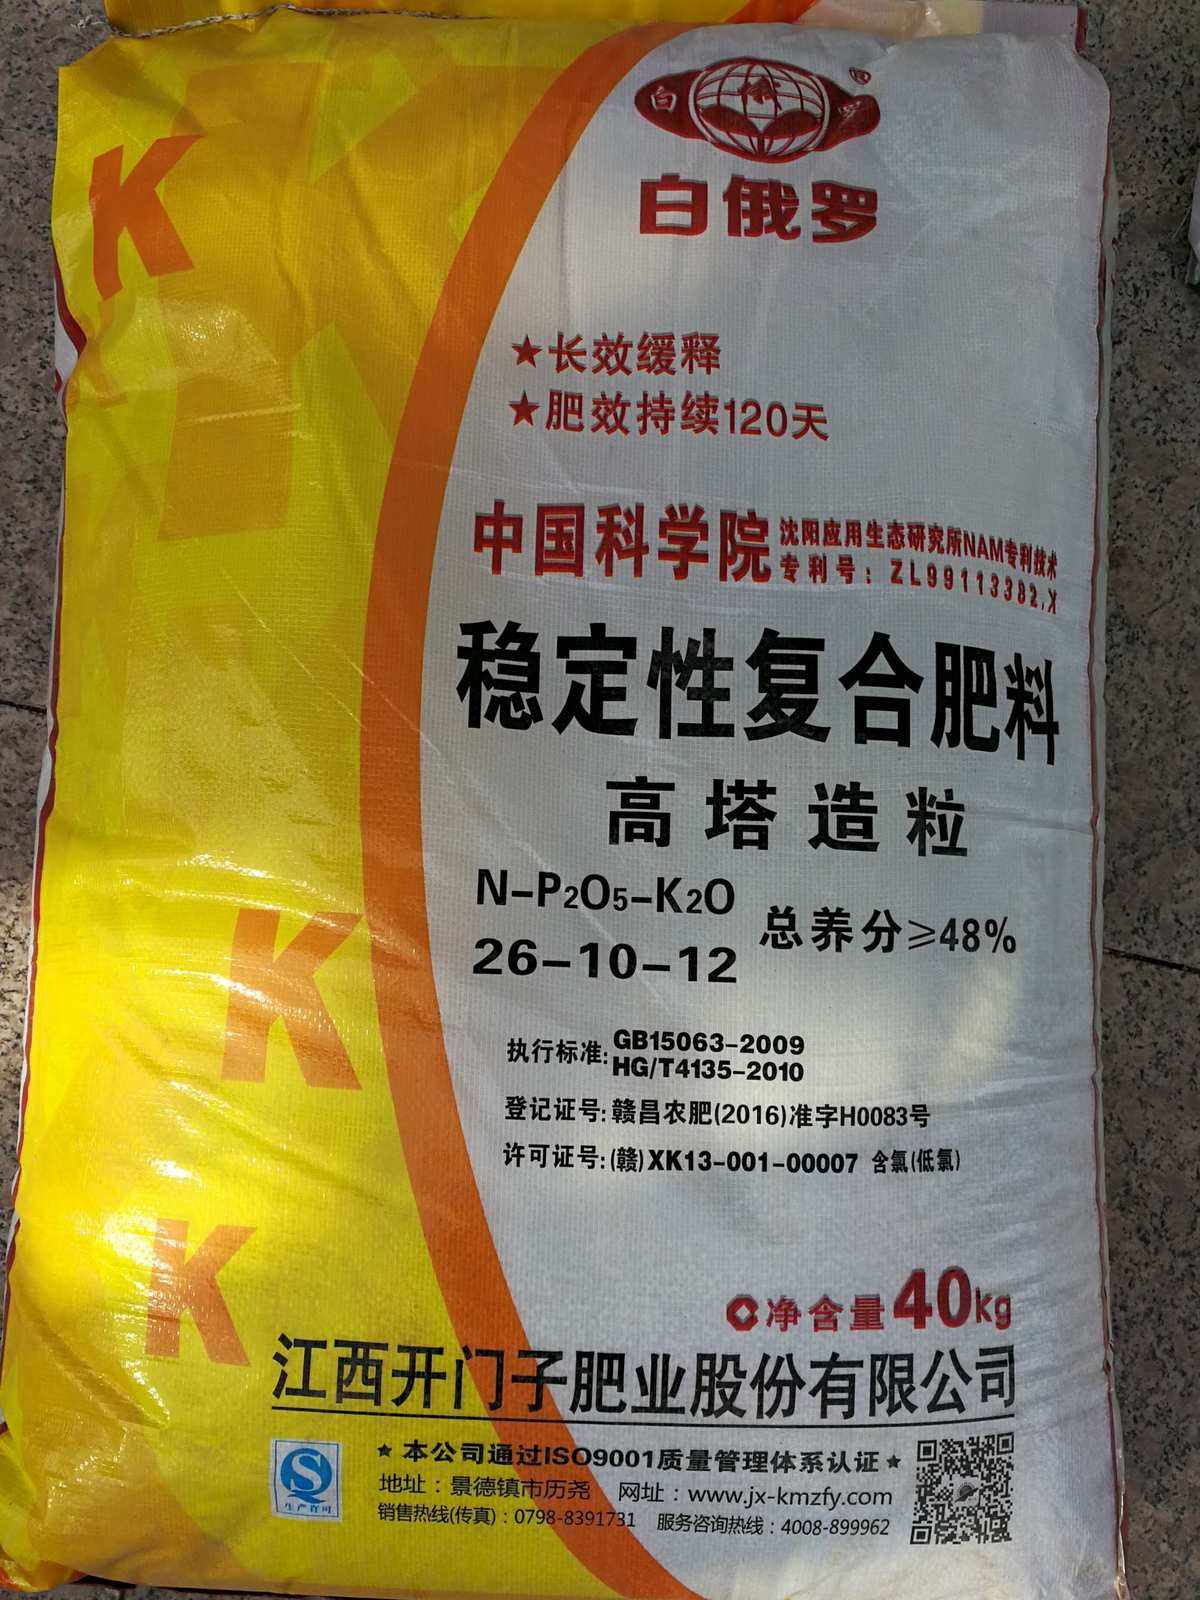 白 俄 罗
白俄罗
★长效缓释
★肥效持续120天
中国科学院
沈阳应用生态研究所NAM专利技术
专利号：ZL99113382.X
稳定性复合肥料
高塔造粒
N-P2O5-K2O
26-10-12
总养分≥48%
执行标准:
GB15063-2009
HG/T4135-2010
登记证号:赣昌农肥(2016)准字H0083号
许可证号:(赣)XK13-001-00007 含氯(低氯)
净含量40kg
江西开门子肥业股份有限公司
★本公司通过ISO9001质量管理体系认证★
地址：景德镇市历尧 网址：www.jx-kmzfy.com
销售热线(传真)：0798-8391731 服务咨询热线：4008-899962
生产许可
K
K
K